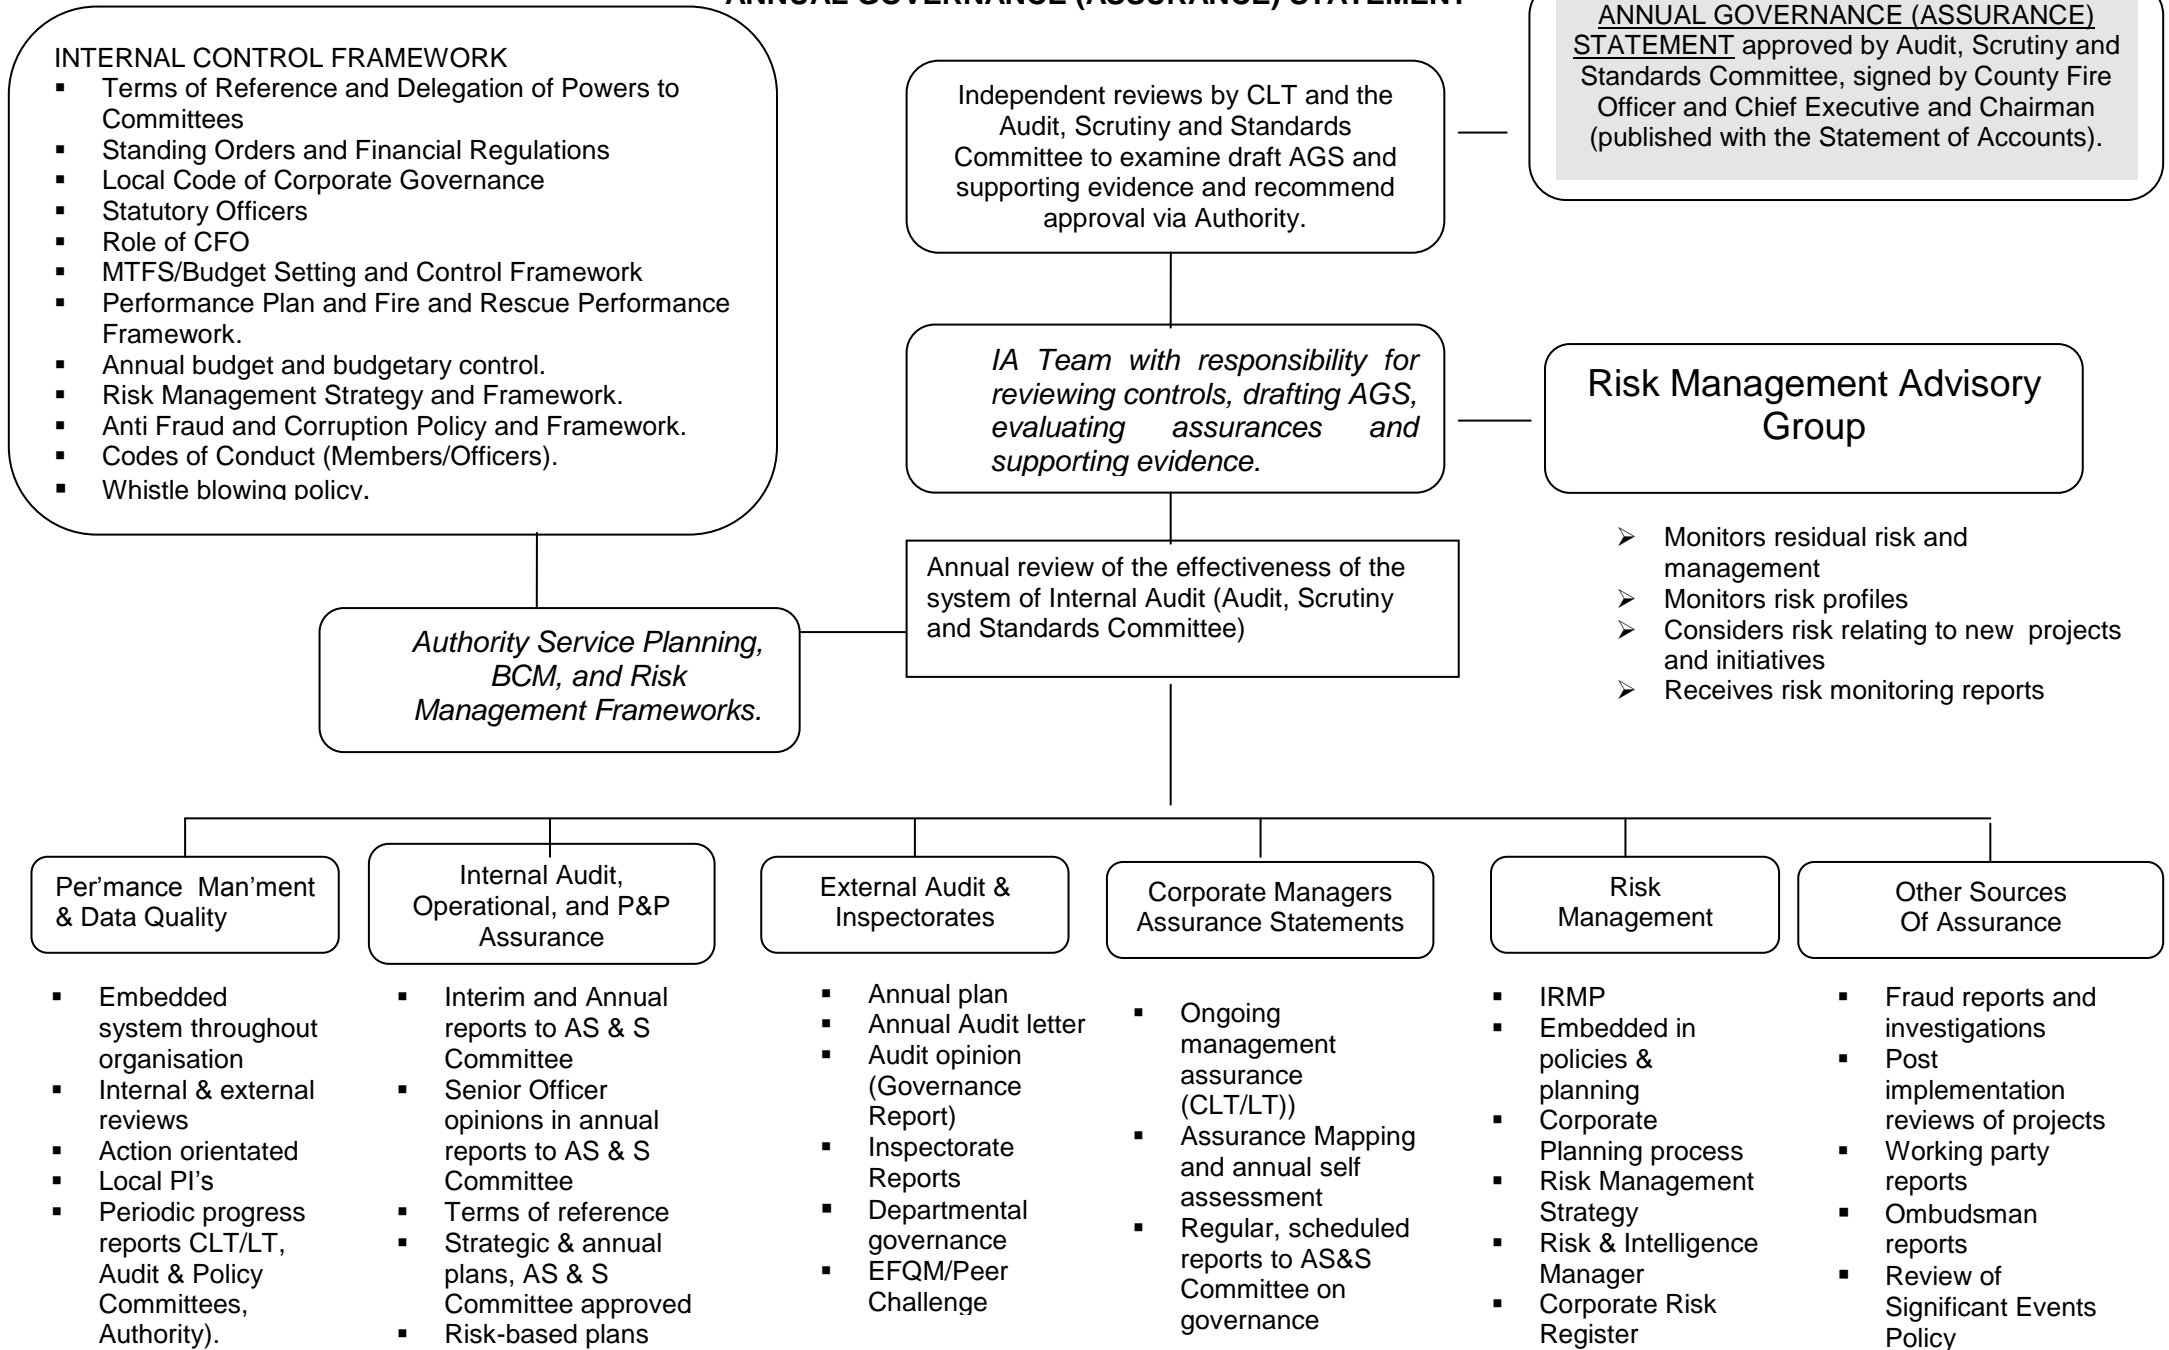 ANNUAL GOVERNANCE (ASSURANCE) STATEMENT
INTERNAL CONTROL FRAMEWORK
▪ Terms of Reference and Delegation of Powers to
Committees
▪ Standing Orders and Financial Regulations
▪ Local Code of Corporate Governance
▪ Statutory Officers
▪ Role of CFO
▪ MTFS/Budget Setting and Control Framework
▪ Performance Plan and Fire and Rescue Performance
Framework.
▪ Annual budget and budgetary control.
▪ Risk Management Strategy and Framework.
▪ Anti Fraud and Corruption Policy and Framework.
▪ Codes of Conduct (Members/Officers).
▪ Whistle blowing policy.
Independent reviews by CLT and the
Audit, Scrutiny and Standards
Committee to examine draft AGS and
supporting evidence and recommend
approval via Authority.
ANNUAL GOVERNANCE (ASSURANCE)
STATEMENT approved by Audit, Scrutiny and
Standards Committee, signed by County Fire
Officer and Chief Executive and Chairman
(published with the Statement of Accounts).
IA Team with responsibility for
reviewing controls, drafting AGS,
evaluating assurances and
supporting evidence.
Risk Management Advisory
Group
➢ Monitors residual risk and
management
➢ Monitors risk profiles
➢ Considers risk relating to new projects
and initiatives
➢ Receives risk monitoring reports
Annual review of the effectiveness of the
system of Internal Audit (Audit, Scrutiny
and Standards Committee)
Authority Service Planning,
BCM, and Risk
Management Frameworks.
Per'mance Man'ment
& Data Quality
▪ Embedded
system throughout
organisation
▪ Internal & external
reviews
▪ Action orientated
▪ Local PI's
▪ Periodic progress
reports CLT/LT,
Audit & Policy
Committees,
Authority).
Internal Audit,
Operational, and P&P
Assurance
▪ Interim and Annual
reports to AS & S
Committee
▪ Senior Officer
opinions in annual
reports to AS & S
Committee
▪ Terms of reference
▪ Strategic & annual
plans, AS & S
Committee approved
▪ Risk-based plans
External Audit &
Inspectorates
▪ Annual plan
▪ Annual Audit letter
▪ Audit opinion
(Governance
Report)
▪ Inspectorate
Reports
▪ Departmental
governance
▪ EFQM/Peer
Challenge
Corporate Managers
Assurance Statements
▪ Ongoing
management
assurance
(CLT/LT))
▪ Assurance Mapping
and annual self
assessment
▪ Regular, scheduled
reports to AS&S
Committee on
governance
Risk
Management
▪ IRMP
▪ Embedded in
policies &
planning
▪ Corporate
Planning process
▪ Risk Management
Strategy
▪ Risk & Intelligence
Manager
▪ Corporate Risk
Register
Other Sources
Of Assurance
▪ Fraud reports and
investigations
▪ Post
implementation
reviews of projects
▪ Working party
reports
▪ Ombudsman
reports
▪ Review of
Significant Events
Policy